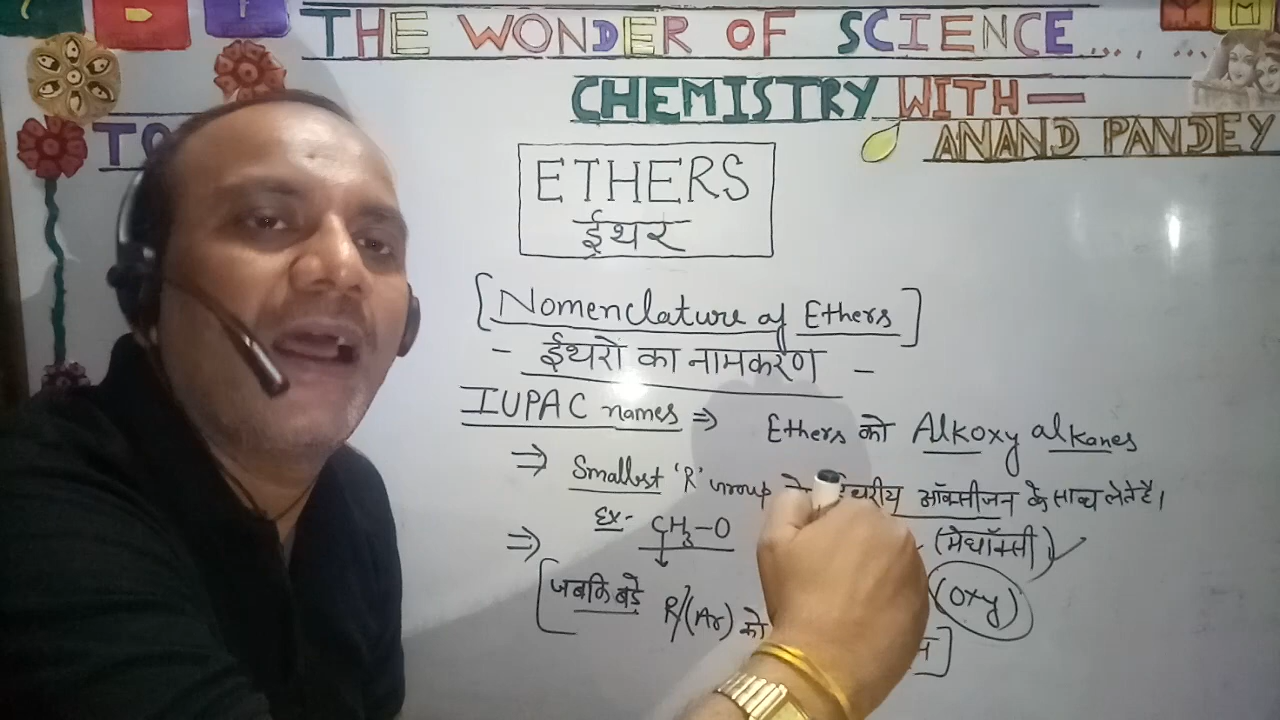 THE WONDER OF SCIENCE....
CHEMISTRY WITH—
ANAND PANDEY
ETHERS
ईथर
[Nomenclature of Ethers]
- ईथरो का नामकरण -
IUPAC names ⇒ Ethers को Alkoxy alkanes
⇒ Smallest 'R' group ऑक्सीजन के साथ लेते है।
Ex- CH3-O (मेथॉक्सी)
⇒ [जबकि बड़े R/(Ar) को
(oxy)